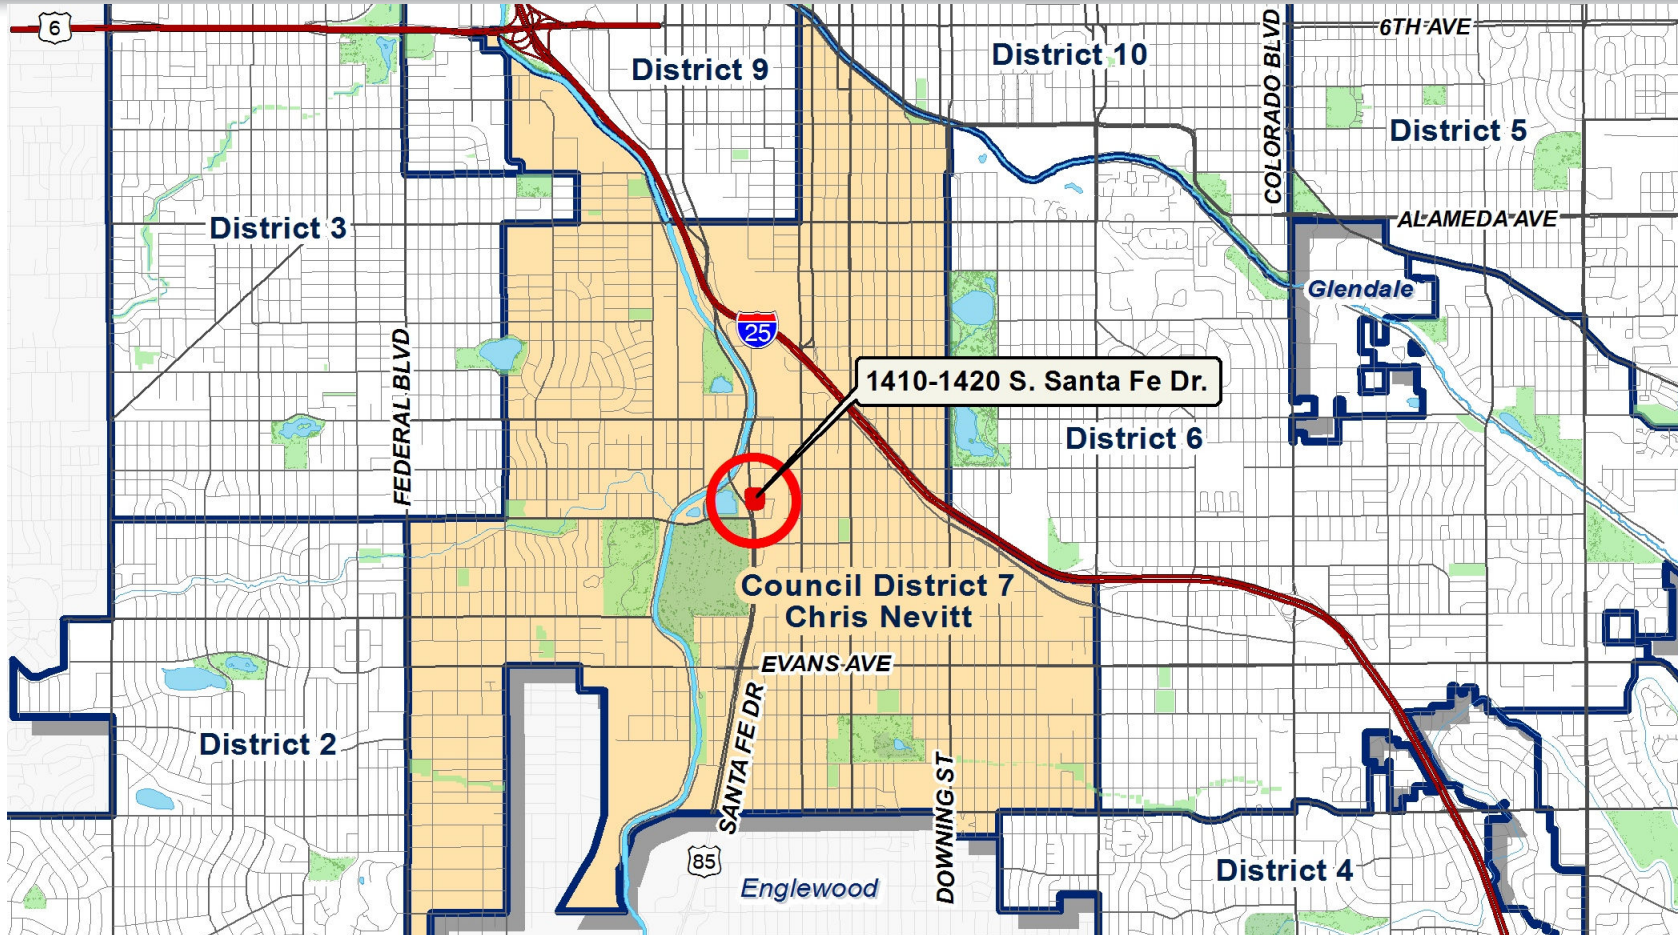 6
6TH AVE
District 9
District 10
COLORADO BLVD
District 5
District 3
ALAMEDA AVE
Glendale
25
FEDERAL BLVD
1410-1420 S. Santa Fe Dr.
District 6
Council District 7
Chris Nevitt
EVANS AVE
SANTA FE DR
District 2
DOWNING ST
85
Englewood
District 4